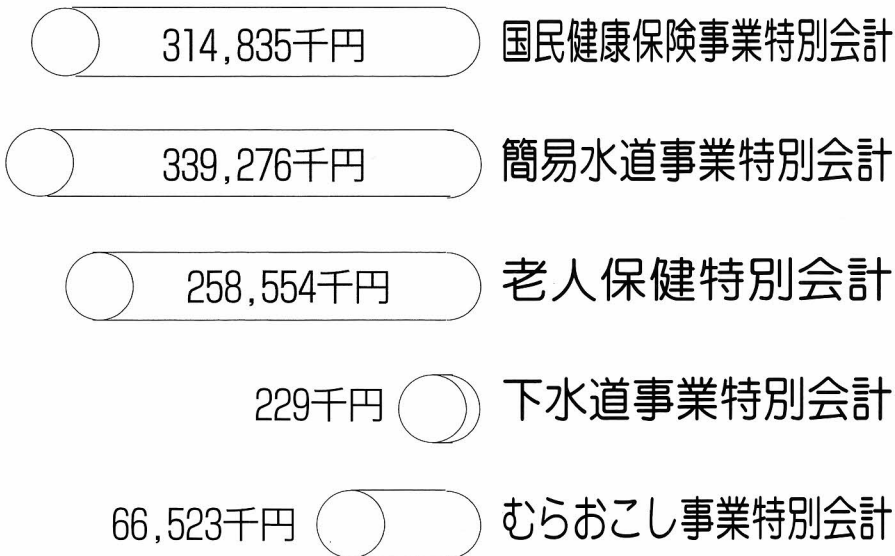 314,835千円 国民健康保険事業特別会計
339,276千円 簡易水道事業特別会計
258,554千円 老人保健特別会計
229千円 下水道事業特別会計
66,523千円 むらおこし事業特別会計